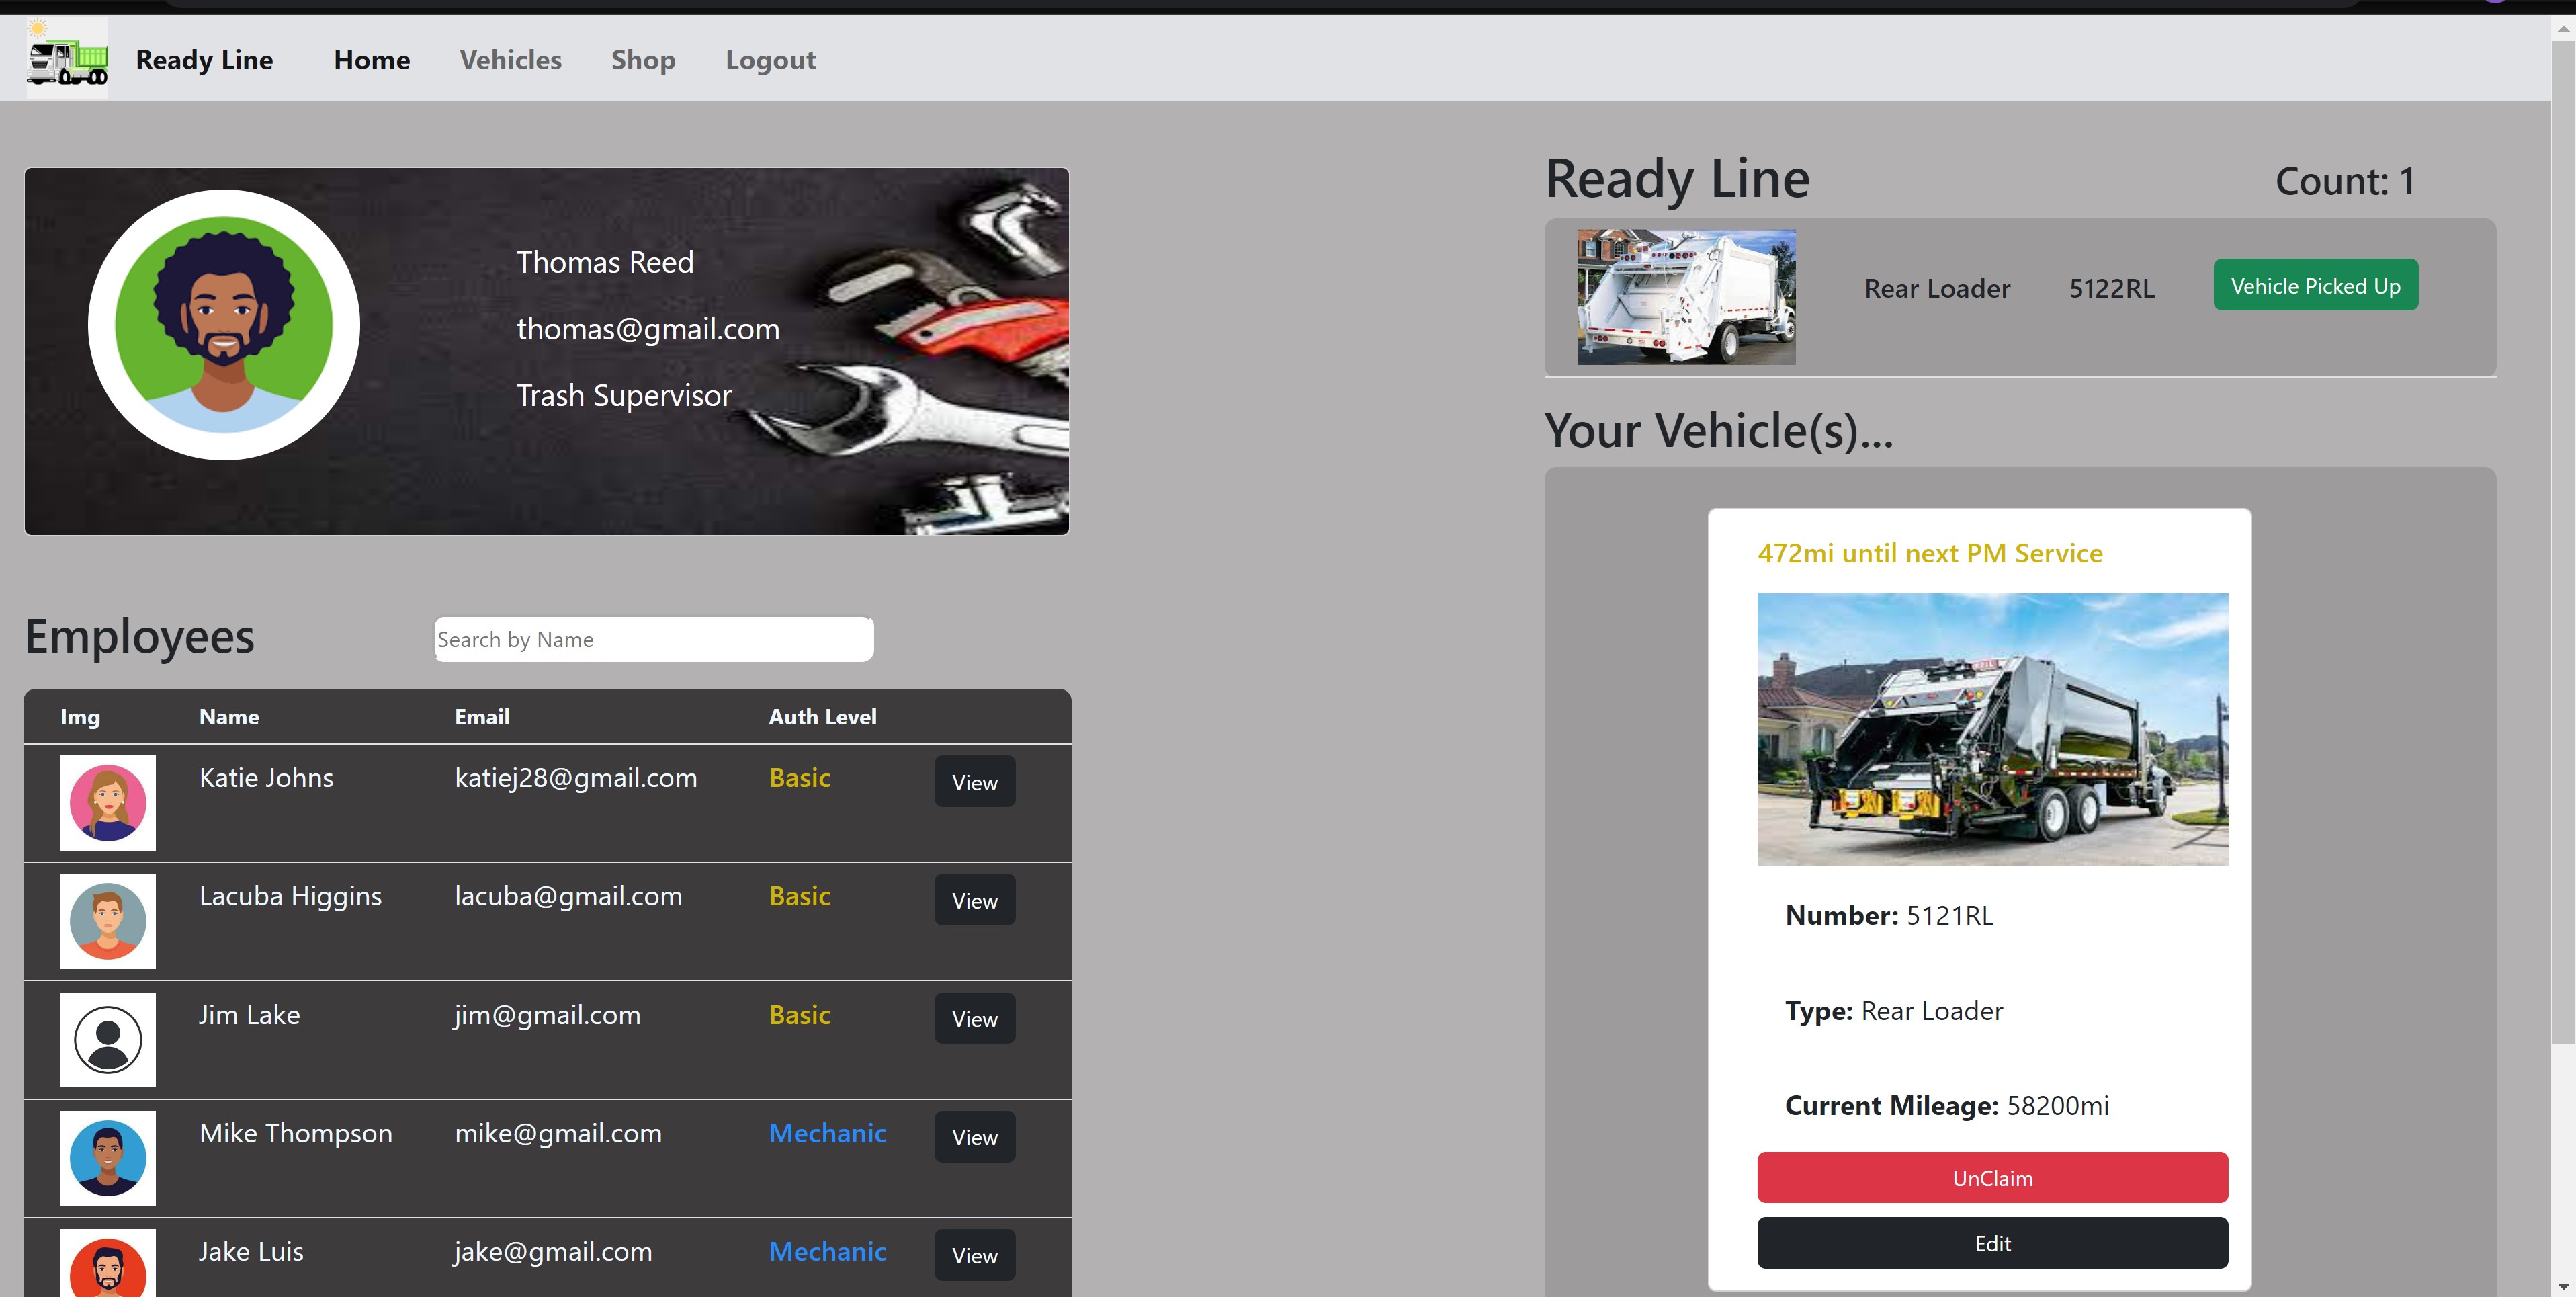 Ready Line Home Vehicles Shop Logout
Thomas Reed
thomas@gmail.com
Trash Supervisor
Employees
Search by Name
Img Name Email Auth Level
Katie Johns katiej28@gmail.com Basic View
Lacuba Higgins lacuba@gmail.com Basic View
Jim Lake jim@gmail.com Basic View
Mike Thompson mike@gmail.com Mechanic View
Jake Luis jake@gmail.com Mechanic View
Ready Line Count: 1
Rear Loader 5122RL Vehicle Picked Up
Your Vehicle(s)...
472mi until next PM Service
Number: 5121RL
Type: Rear Loader
Current Mileage: 58200mi
UnClaim
Edit